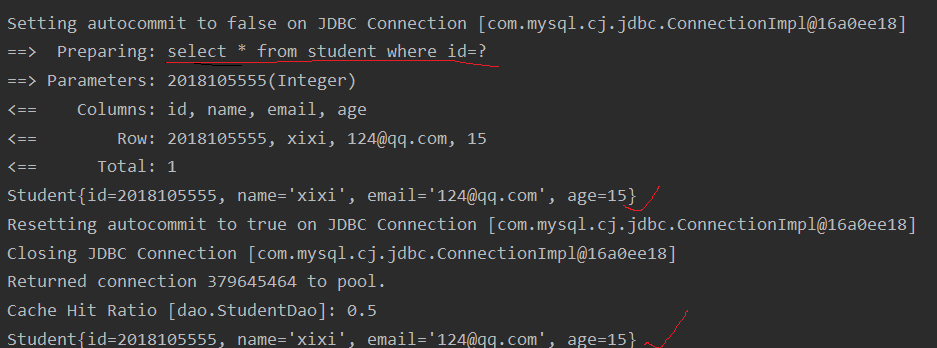 Setting autocommit to false on JDBC Connection [com.mysql.cj.jdbc.ConnectionImpl@16a0ee18]
==>  Preparing: select * from student where id=?
==> Parameters: 2018105555(Integer)
<==    Columns: id, name, email, age
<==        Row: 2018105555, xixi, 124@qq.com, 15
<==      Total: 1
Student{id=2018105555, name='xixi', email='124@qq.com', age=15}
Resetting autocommit to true on JDBC Connection [com.mysql.cj.jdbc.ConnectionImpl@16a0ee18]
Closing JDBC Connection [com.mysql.cj.jdbc.ConnectionImpl@16a0ee18]
Returned connection 379645464 to pool.
Cache Hit Ratio [dao.StudentDao]: 0.5
Student{id=2018105555, name='xixi', email='124@qq.com', age=15}